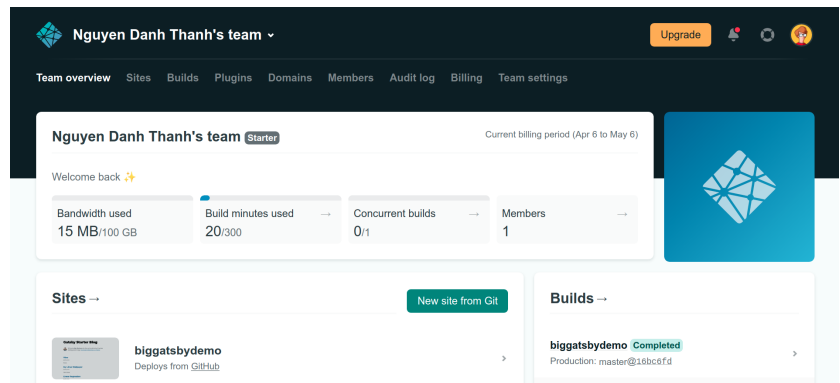 Nguyen Danh Thanh's team
Upgrade
Team overview Sites Builds Plugins Domains Members Audit log Billing Team settings
Nguyen Danh Thanh's team Starter
Current billing period (Apr 6 to May 6)
Welcome back ✨
Bandwidth used
15 MB/100 GB
Build minutes used →
20/300
Concurrent builds →
0/1
Members →
1
Sites →
New site from Git
Gatsby Starter Blog
biggatsbydemo
Deploys from GitHub
Builds →
biggatsbydemo Completed
Production: master@16bc6fd